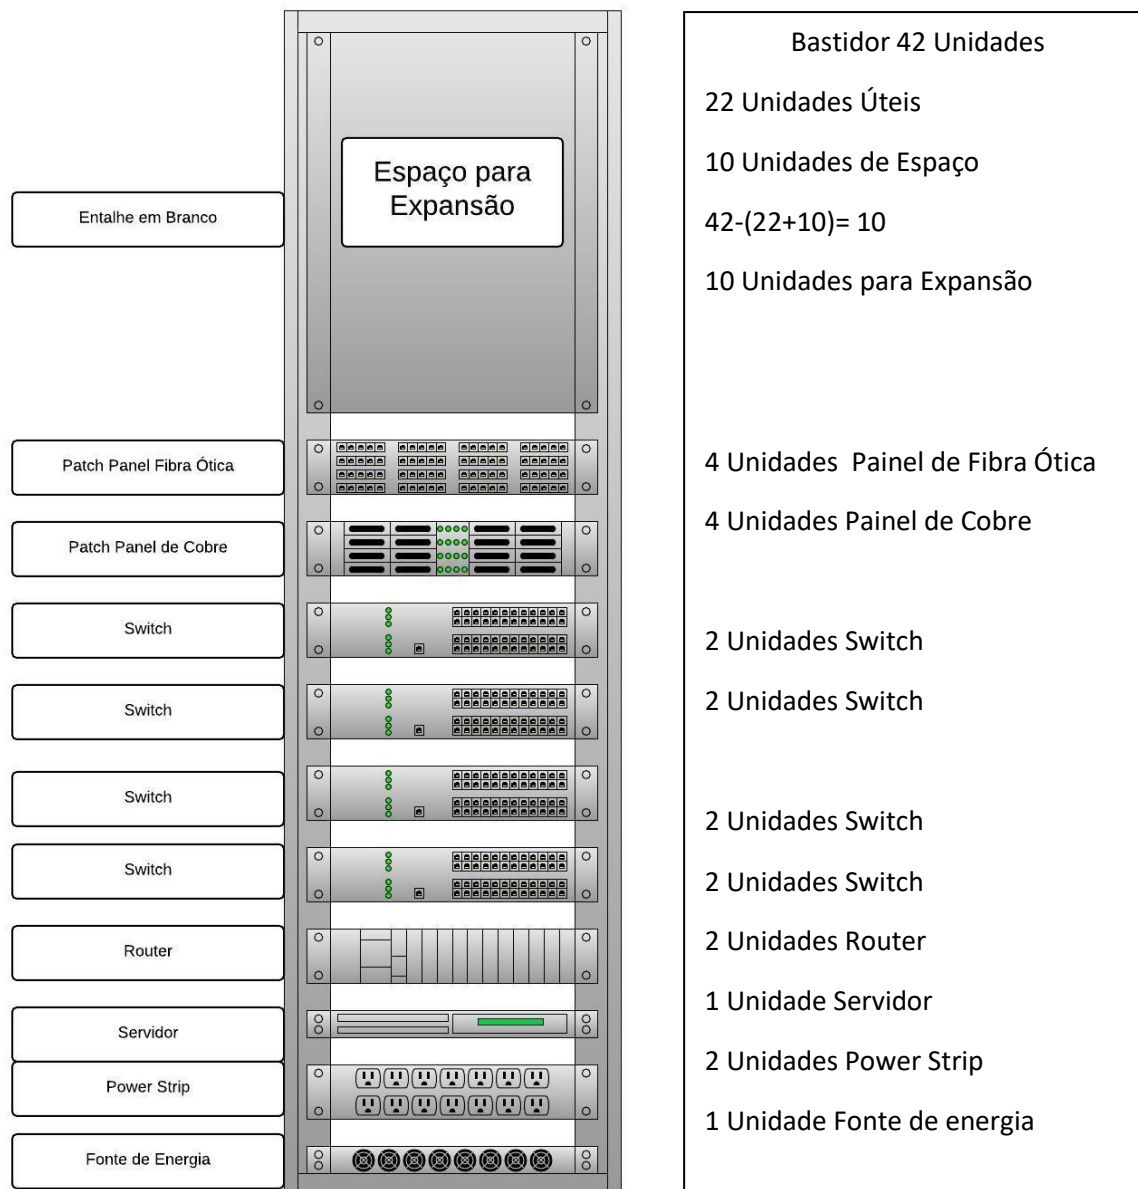 Espaço para
Expansão
Entalhe em Branco
Patch Panel Fibra Ótica
Patch Panel de Cobre
Switch
Switch
Switch
Switch
Router
Servidor
Power Strip
Fonte de Energia
Bastidor 42 Unidades
22 Unidades Úteis
10 Unidades de Espaço
42-(22+10)= 10
10 Unidades para Expansão
4 Unidades  Painel de Fibra Ótica
4 Unidades Painel de Cobre
2 Unidades Switch
2 Unidades Switch
2 Unidades Switch
2 Unidades Switch
2 Unidades Router
1 Unidade Servidor
2 Unidades Power Strip
1 Unidade Fonte de energia